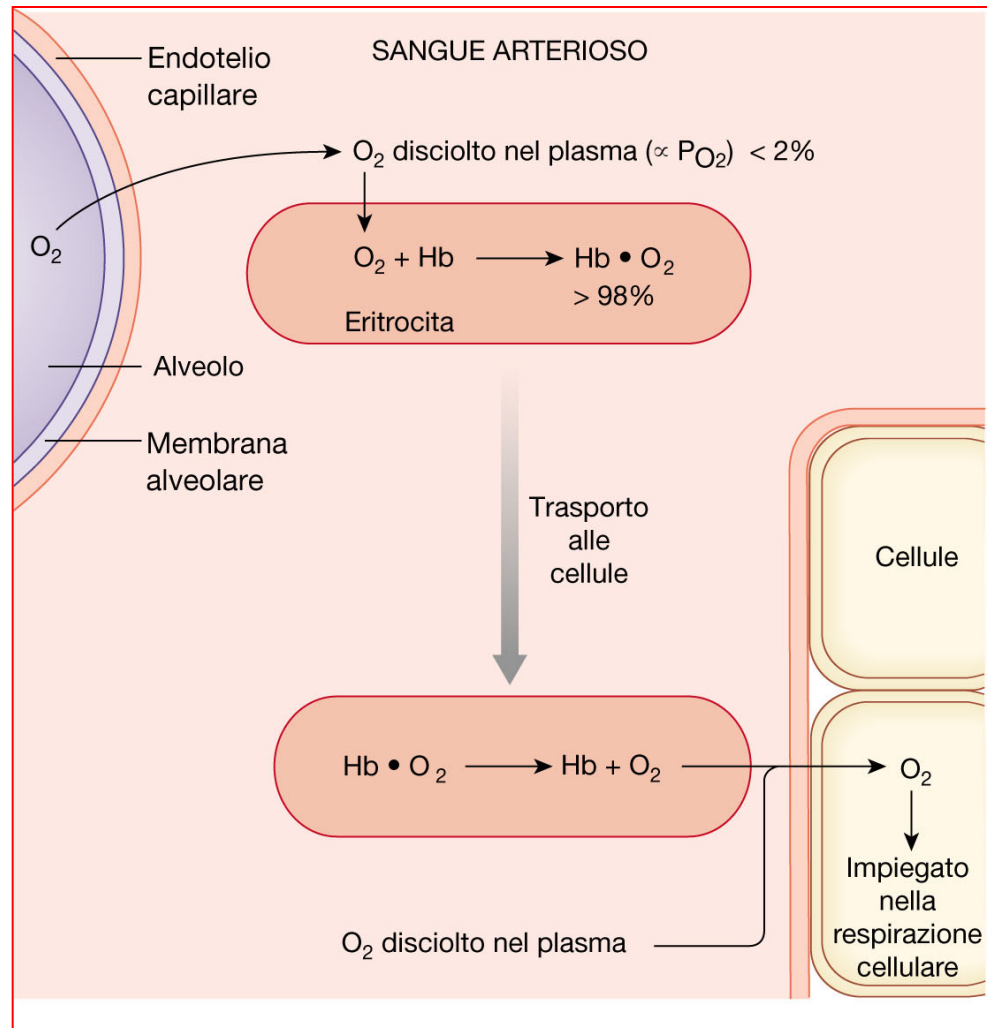 Endotelio
capillare
SANGUE ARTERIOSO
O₂ disciolto nel plasma (∝ P_O₂) < 2%
O₂
O₂ + Hb → Hb • O₂
> 98%
Eritrocita
Alveolo
Membrana
alveolare
Trasporto
alle
cellule
Cellule
Hb • O₂ → Hb + O₂
O₂
Impiegato
nella
respirazione
cellulare
O₂ disciolto nel plasma